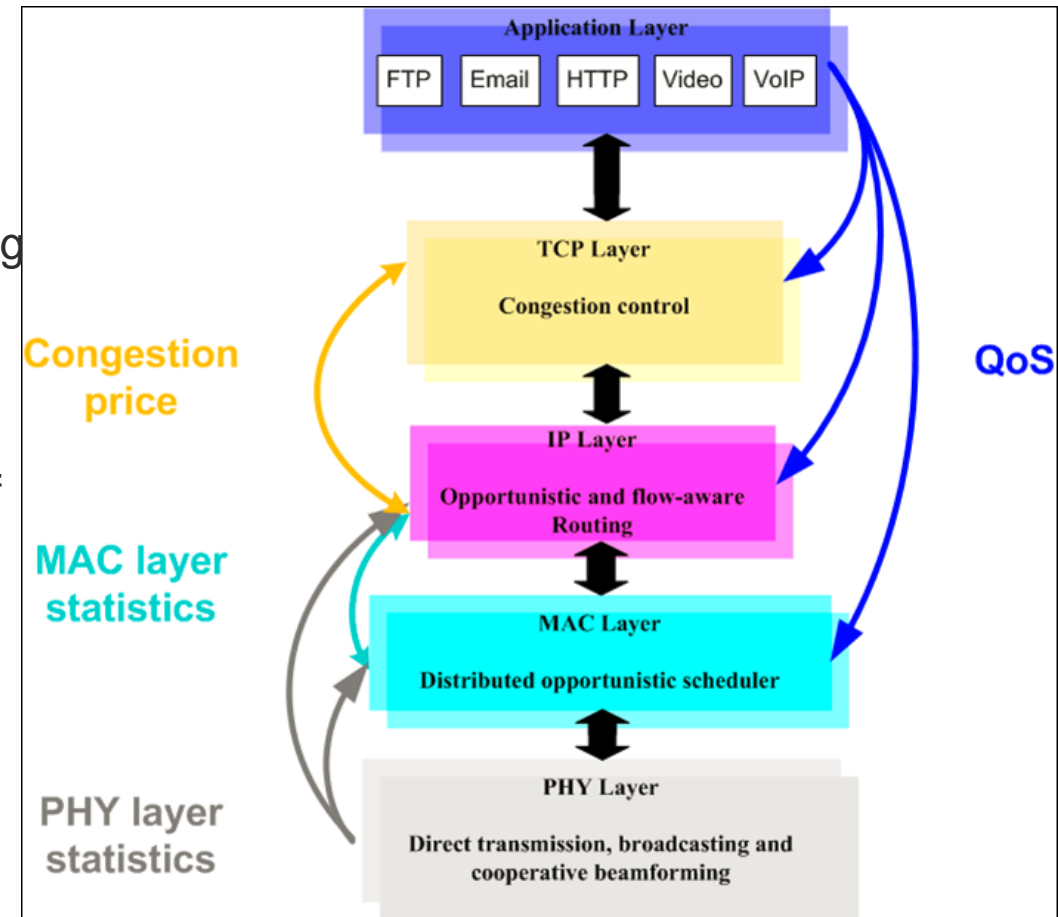 Application Layer
FTP Email HTTP Video VoIP
g
TCP Layer
Congestion control
Congestion
price
QoS
IP Layer
Opportunistic and flow-aware
Routing
MAC layer
statistics
MAC Layer
Distributed opportunistic scheduler
PHY Layer
PHY layer
statistics
Direct transmission, broadcasting and
cooperative beamforming